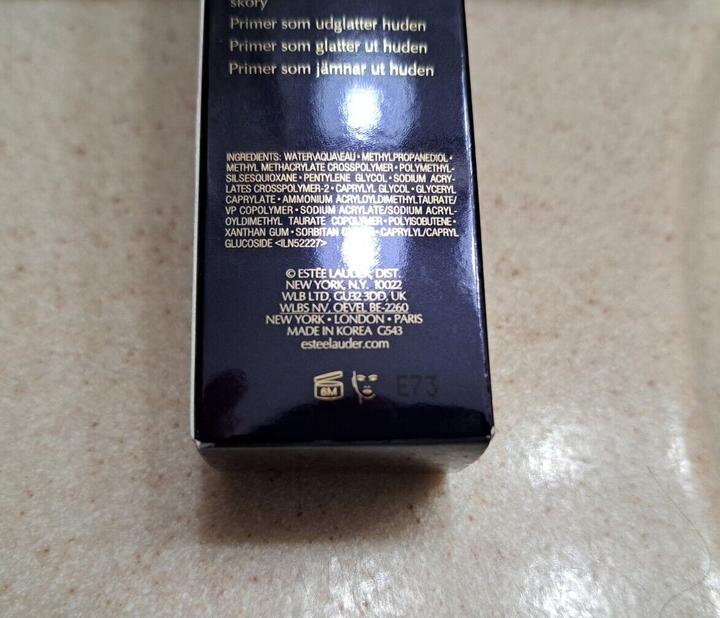 skóry
Primer som udglatter huden
Primer som glatter ut huden
Primer som jämnar ut huden
INGREDIENTS: WATER\AQUA\EAU • METHYLPROPANEDIOL •
METHYL METHACRYLATE CROSSPOLYMER • POLYMETHYL-
SILSESQUIOXANE • PENTYLENE GLYCOL • SODIUM ACRY-
LATES CROSSPOLYMER-2 • CAPRYLYL GLYCOL • GLYCERYL
CAPRYLATE • AMMONIUM ACRYLOYLDIMETHYLTAURATE/
VP COPOLYMER • SODIUM ACRYLATE/SODIUM ACRYL-
OYLDIMETHYL TAURATE COPOLYMER • POLYISOBUTENE •
XANTHAN GUM • SORBITAN • CAPRYLYL/CAPRYL
GLUCOSIDE <ILN52227>
© ESTÉE LAUDER, DIST.
NEW YORK, N.Y. 10022
WLB LTD, GU32 3DD, UK
WLBS NV. OEVEL BE-2260
NEW YORK • LONDON • PARIS
MADE IN KOREA G543
esteelauder.com
6M E73